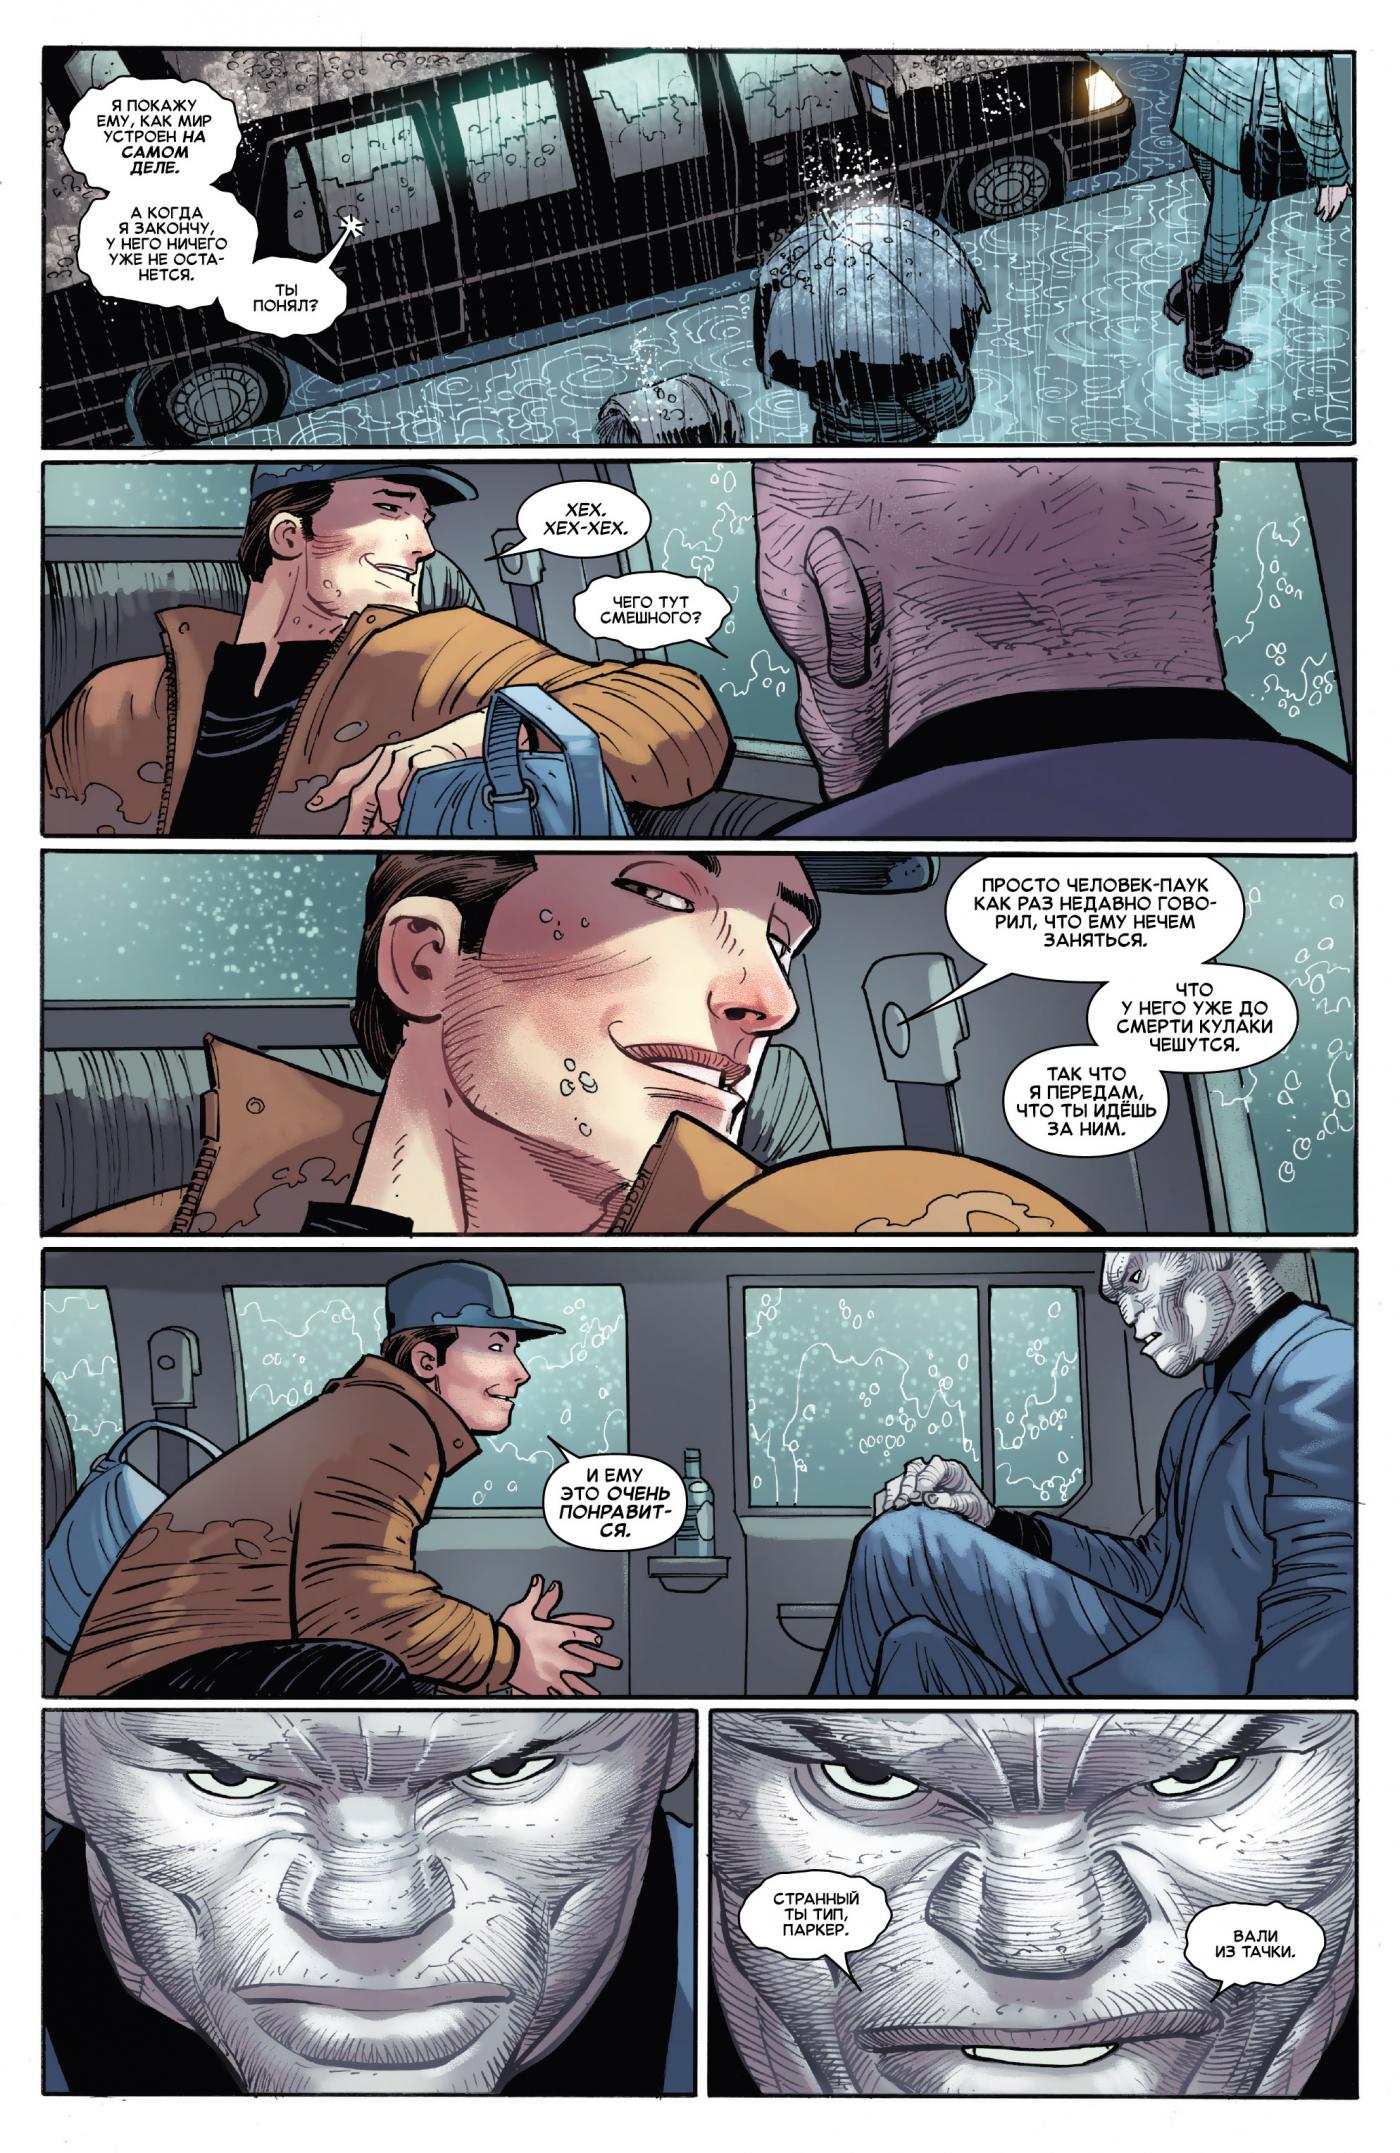 Я ПОКАЖУ
ЕМУ, КАК МИР
УСТРОЕН НА
САМОМ
ДЕЛЕ.
А КОГДА
Я ЗАКОНЧУ,
У НЕГО НИЧЕГО
УЖЕ НЕ ОСТА-
НЕТСЯ.
ТЫ
ПОНЯЛ?
ХЕХ.
ХЕХ-ХЕХ.
ЧЕГО ТУТ
СМЕШНОГО?
ПРОСТО ЧЕЛОВЕК-ПАУК
КАК РАЗ НЕДАВНО ГОВО-
РИЛ, ЧТО ЕМУ НЕЧЕМ
ЗАНЯТЬСЯ.
ЧТО
У НЕГО УЖЕ ДО
СМЕРТИ КУЛАКИ
ЧЕШУТСЯ.
ТАК ЧТО
Я ПЕРЕДАМ,
ЧТО ТЫ ИДЁШЬ
ЗА НИМ.
И ЕМУ
ЭТО ОЧЕНЬ
ПОНРАВИТ-
СЯ.
СТРАННЫЙ
ТЫ ТИП,
ПАРКЕР.
ВАЛИ
ИЗ ТАЧКИ.